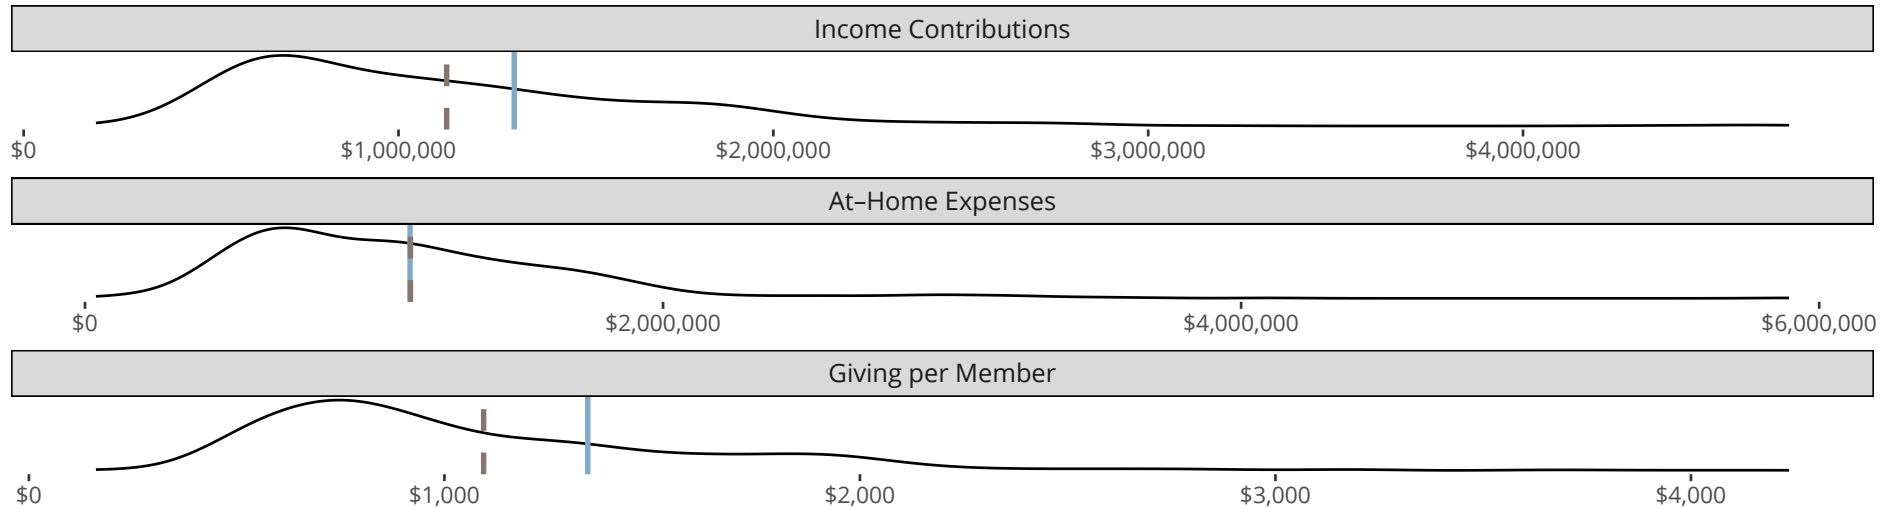 Income Contributions
$0 $1,000,000 $2,000,000 $3,000,000 $4,000,000
At–Home Expenses
$0 $2,000,000 $4,000,000 $6,000,000
Giving per Member
$0 $1,000 $2,000 $3,000 $4,000